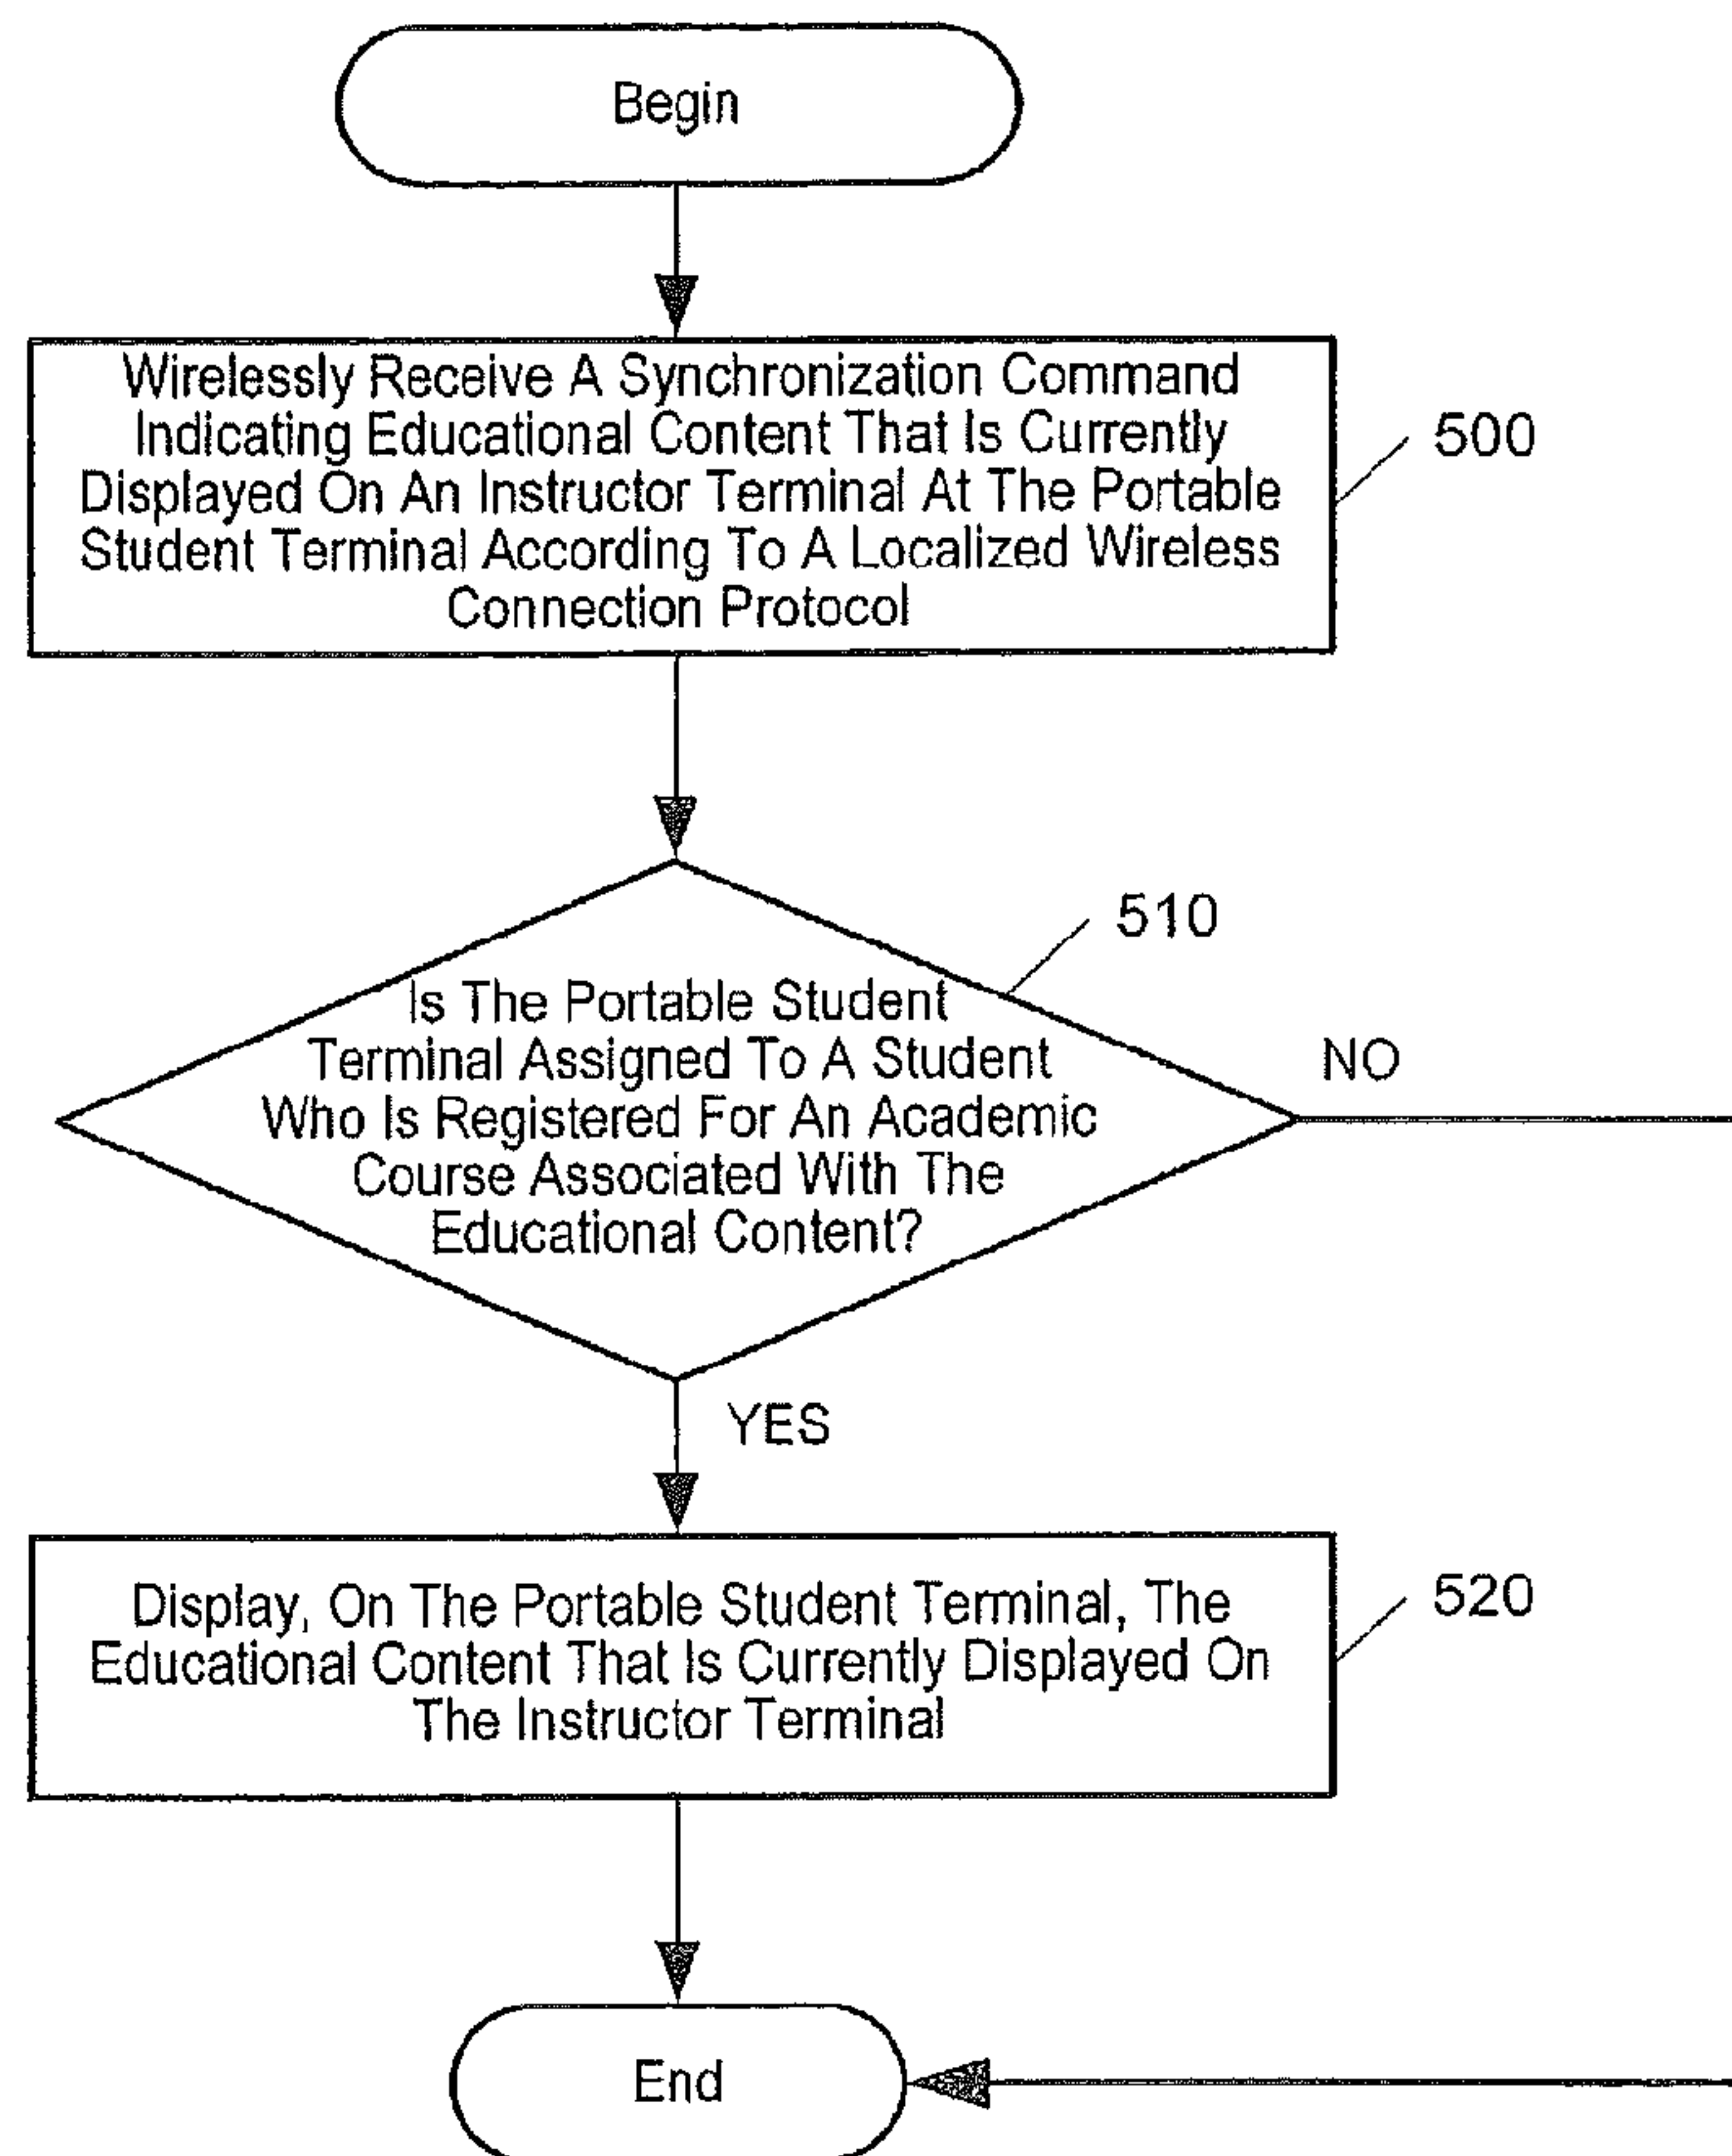 Begin
Wirelessly Receive A Synchronization Command
Indicating Educational Content That Is Currently
Displayed On An Instructor Terminal At The Portable
Student Terminal According To A Localized Wireless
Connection Protocol
500
510
Is The Portable Student
Terminal Assigned To A Student
Who Is Registered For An Academic
Course Associated With The
Educational Content?
NO
YES
Display, On The Portable Student Terminal, The
Educational Content That Is Currently Displayed On
The Instructor Terminal
520
End